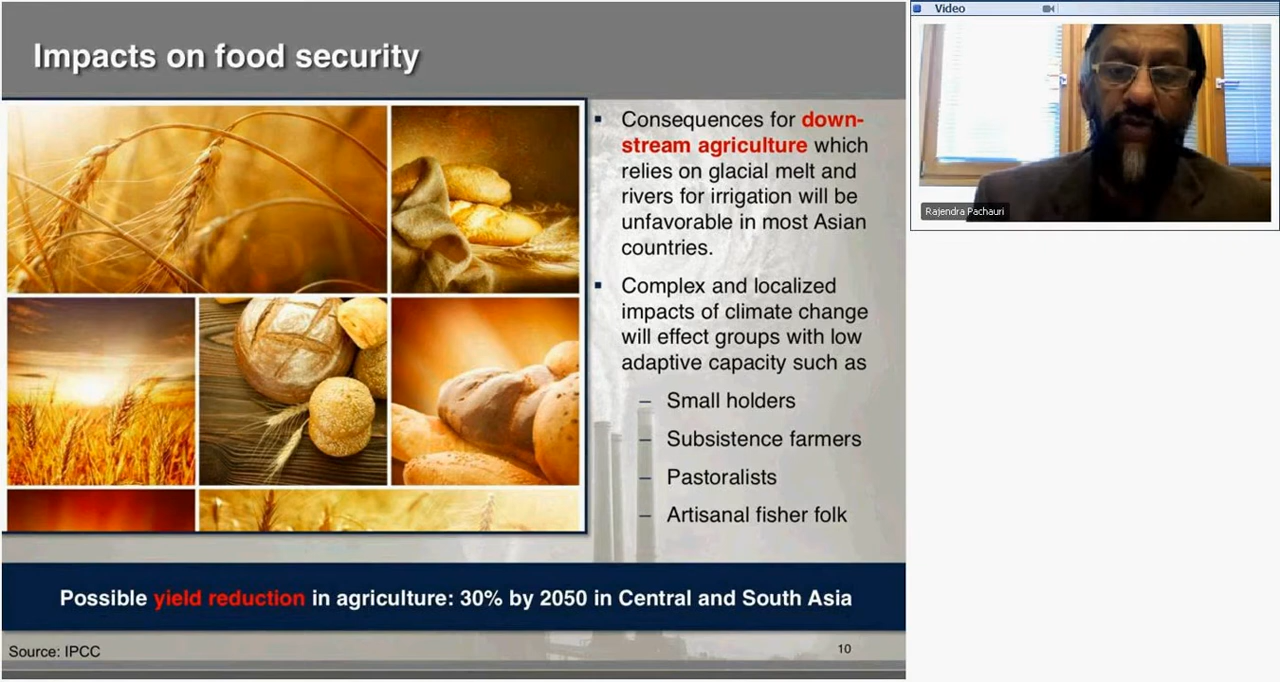 Impacts on food security
Consequences for down-
stream agriculture which
relies on glacial melt and
rivers for irrigation will be
unfavorable in most Asian
countries.
Complex and localized
impacts of climate change
will effect groups with low
adaptive capacity such as
– Small holders
– Subsistence farmers
– Pastoralists
– Artisanal fisher folk
Possible yield reduction in agriculture: 30% by 2050 in Central and South Asia
Source: IPCC
10
Video
Rajendra Pachauri